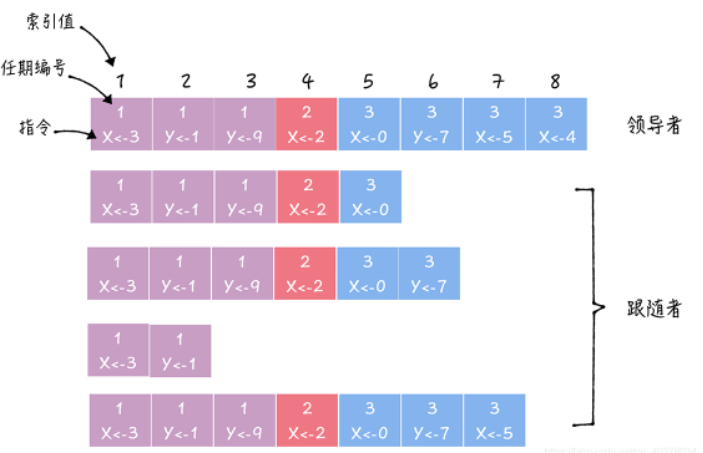 索引值
任期编号
1 2 3 4 5 6 7 8
1 1 1 2 3 3 3 3
指令
X<-3 Y<-1 Y<-9 X<-2 X<-0 Y<-7 X<-5 X<-4
领导者
1 1 1 2 3
X<-3 Y<-1 Y<-9 X<-2 X<-0
1 1 1 2 3 3
X<-3 Y<-1 Y<-9 X<-2 X<-0 Y<-7
跟随者
1 1
X<-3 Y<-1
1 1 1 2 3 3 3
X<-3 Y<-1 Y<-9 X<-2 X<-0 Y<-7 X<-5